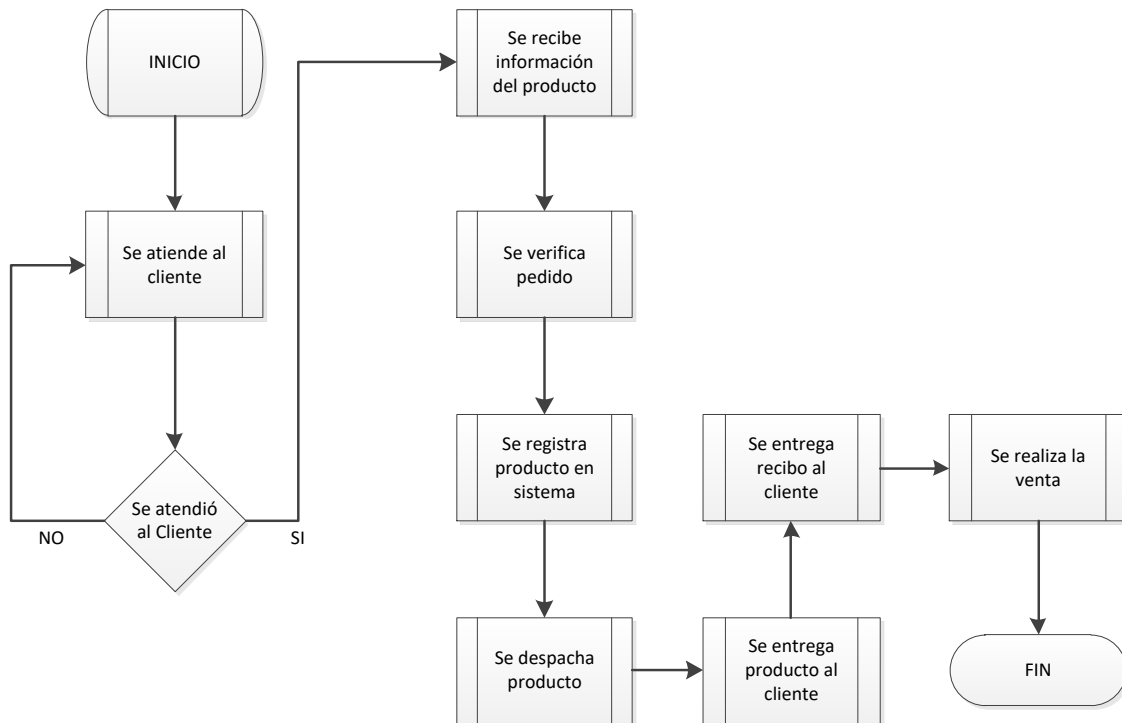 INICIO
Se atiende al
cliente
Se atendió
al Cliente
NO
SI
Se recibe
información
del producto
Se verifica
pedido
Se registra
producto en
sistema
Se despacha
producto
Se entrega
producto al
cliente
Se entrega
recibo al
cliente
Se realiza la
venta
FIN